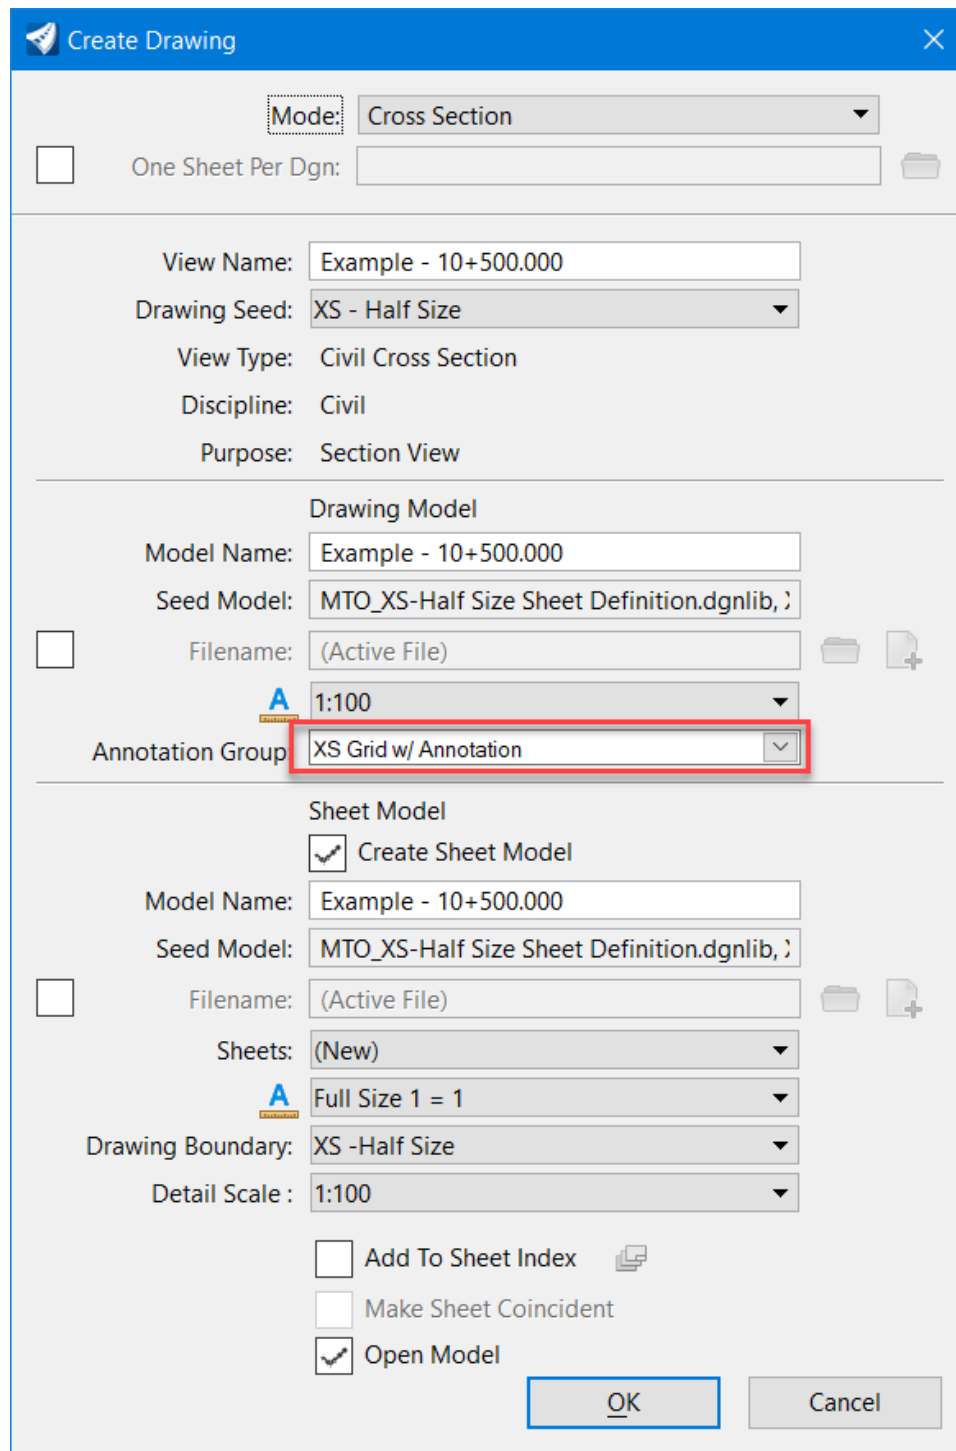 Create Drawing
Mode: Cross Section
One Sheet Per Dgn:
View Name: Example - 10+500.000
Drawing Seed: XS - Half Size
View Type: Civil Cross Section
Discipline: Civil
Purpose: Section View
Drawing Model
Model Name: Example - 10+500.000
Seed Model: MTO_XS-Half Size Sheet Definition.dgnlib,
Filename: (Active File)
A 1:100
Annotation Group XS Grid w/ Annotation
Sheet Model
Create Sheet Model
Model Name: Example - 10+500.000
Seed Model: MTO_XS-Half Size Sheet Definition.dgnlib,
Filename: (Active File)
Sheets: (New)
A Full Size 1 = 1
Drawing Boundary: XS -Half Size
Detail Scale : 1:100
Add To Sheet Index
Make Sheet Coincident
Open Model
OK Cancel